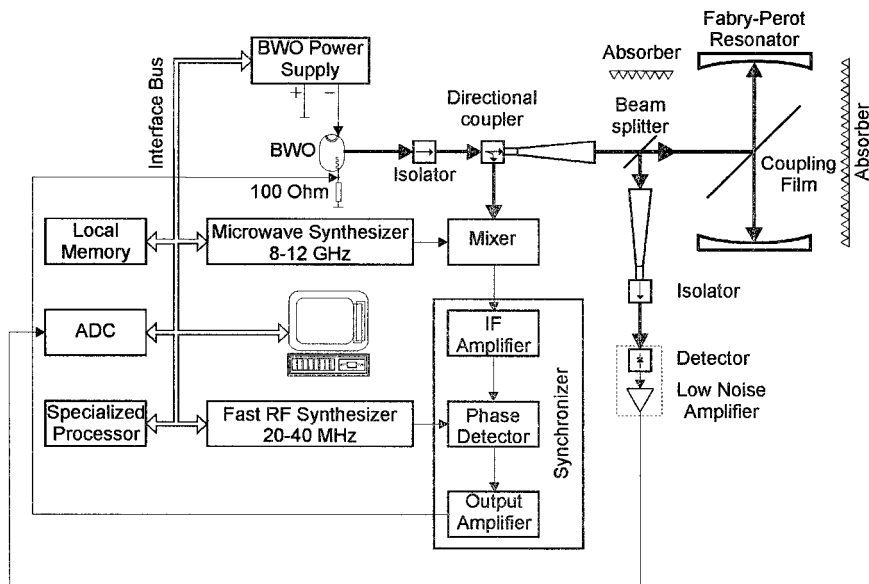 BWO Power
Supply
+
−
Interface Bus
BWO
100 Ohm
Isolator
Directional
coupler
Absorber
Beam
splitter
Fabry-Perot
Resonator
Coupling
Film
Absorber
Local
Memory
Microwave Synthesizer
8-12 GHz
Mixer
Isolator
ADC
IF
Amplifier
Detector
Low Noise
Amplifier
Specialized
Processor
Fast RF Synthesizer
20-40 MHz
Phase
Detector
Synchronizer
Output
Amplifier